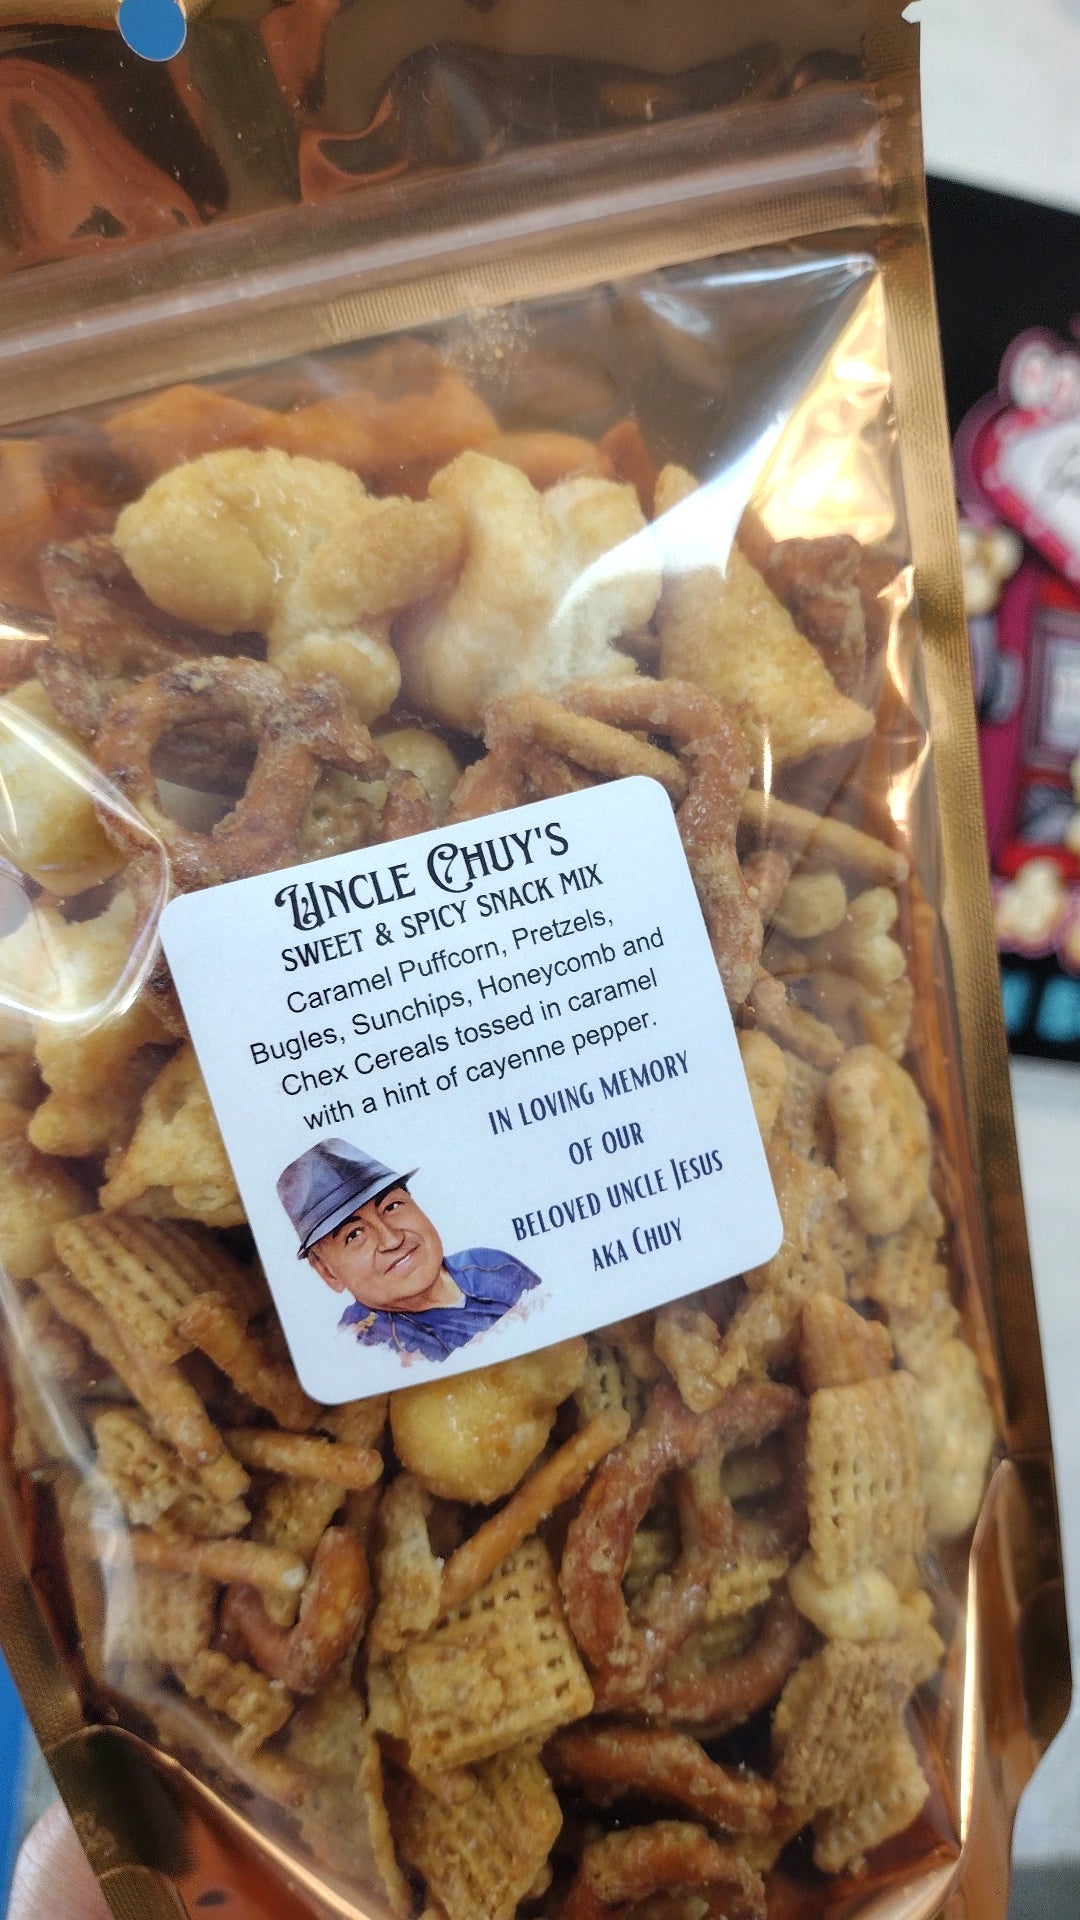 UNCLE CHUY'S
SWEET & SPICY SNACK MIX
Caramel Puffcorn, Pretzels,
Bugles, Sunchips, Honeycomb and
Chex Cereals tossed in caramel
with a hint of cayenne pepper.
IN LOVING MEMORY
OF OUR
BELOVED UNCLE JESUS
AKA CHUY